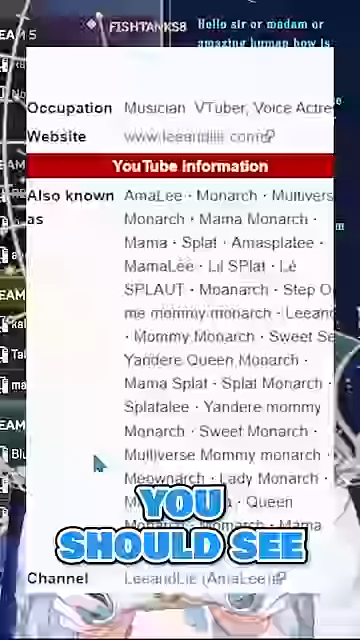 FISHTANKS8
Hello sir or madam or
amazing human how is
Occupation Musician VTuber, Voice Actre
Website www.leeandlie.com
YouTube Information
Also known AmaLee · Monarch · Multivers
as Monarch · Mama Monarch ·
Mama · Splat · Amasplatee ·
MamaLee · Lil SPlat · Lé
SPLAUT · Moanarch · Step O
me mommy monarch · Leeand
· Mommy Monarch · Sweet Se
Yandere Queen Monarch ·
Mama Splat · Splat Monarch ·
Splatalee · Yandere mommy
Monarch · Sweet Monarch ·
Multiverse Mommy monarch ·
Meownarch · Lady Monarch ·
· Queen
Mama
YOU
SHOULD SEE
Channel LeeandLie (AmaLee)